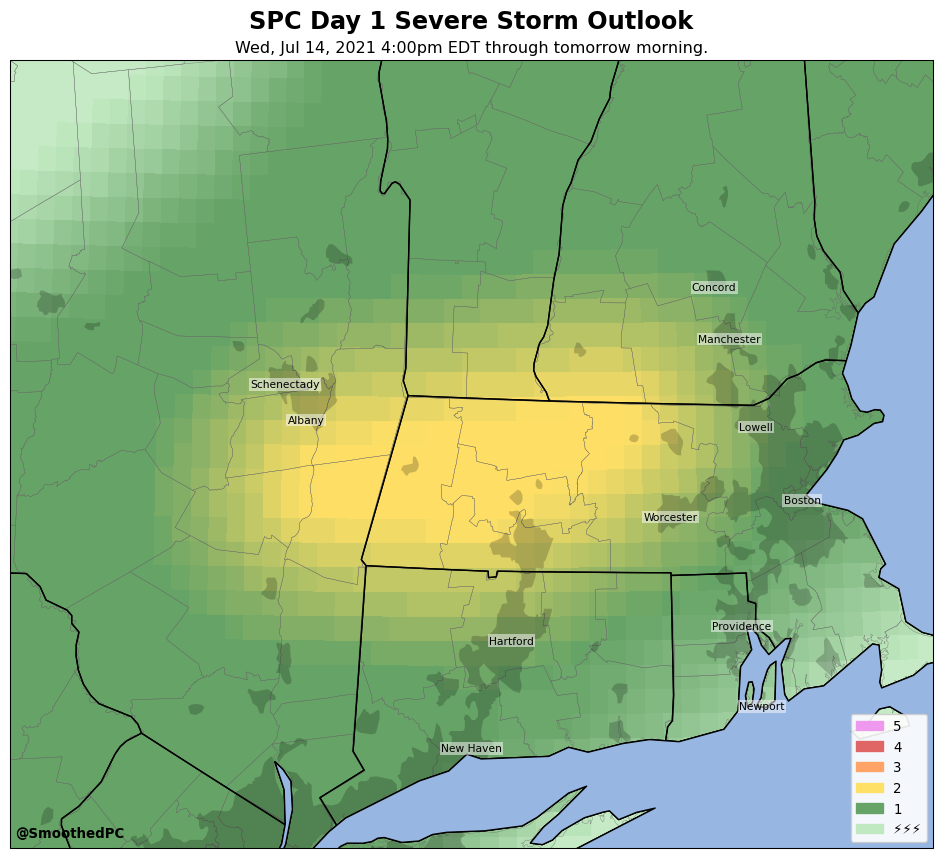 SPC Day 1 Severe Storm Outlook
Wed, Jul 14, 2021 4:00pm EDT through tomorrow morning.
Concord
Manchester
Schenectady
Albany
Lowell
Boston
Worcester
Providence
Hartford
Newport
New Haven
5
4
3
2
1
⚡⚡⚡
@SmoothedPC